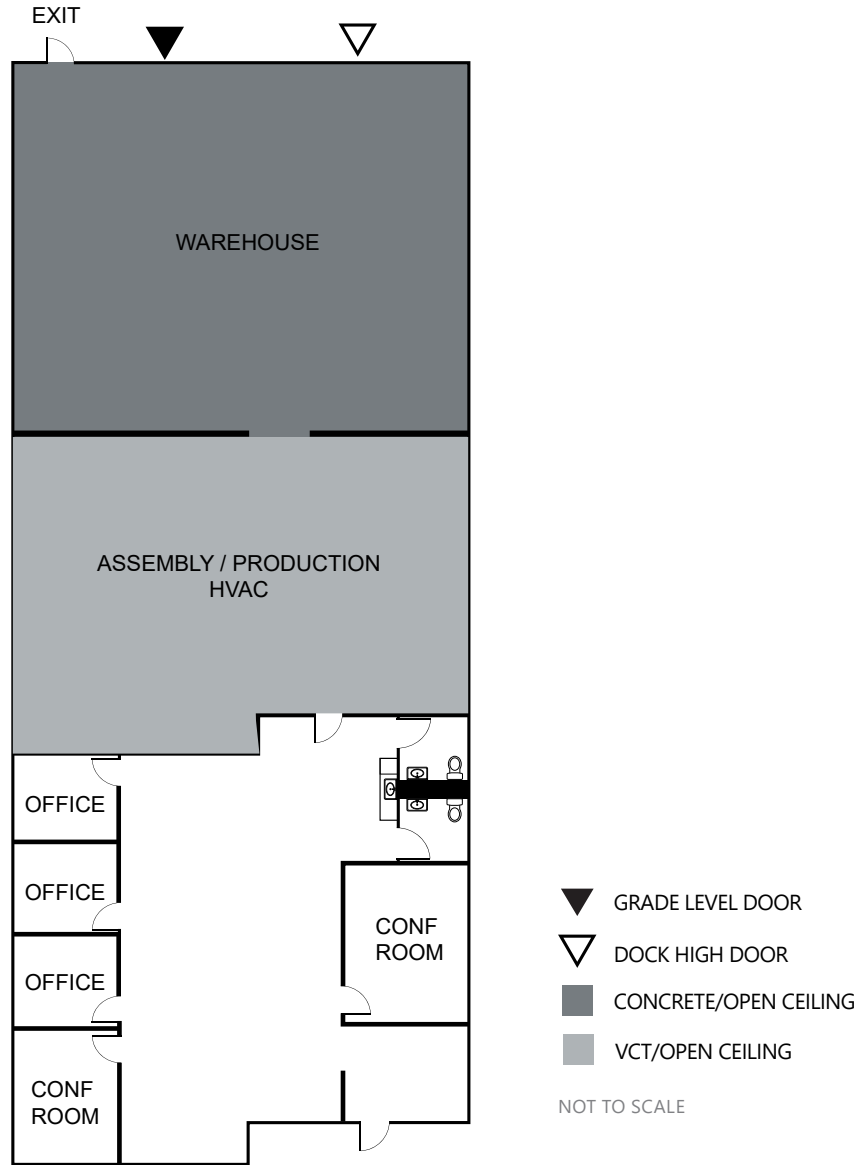 EXIT
WAREHOUSE
ASSEMBLY / PRODUCTION
HVAC
OFFICE
OFFICE
OFFICE
CONF
ROOM
CONF
ROOM
GRADE LEVEL DOOR
DOCK HIGH DOOR
CONCRETE/OPEN CEILING
VCT/OPEN CEILING
NOT TO SCALE